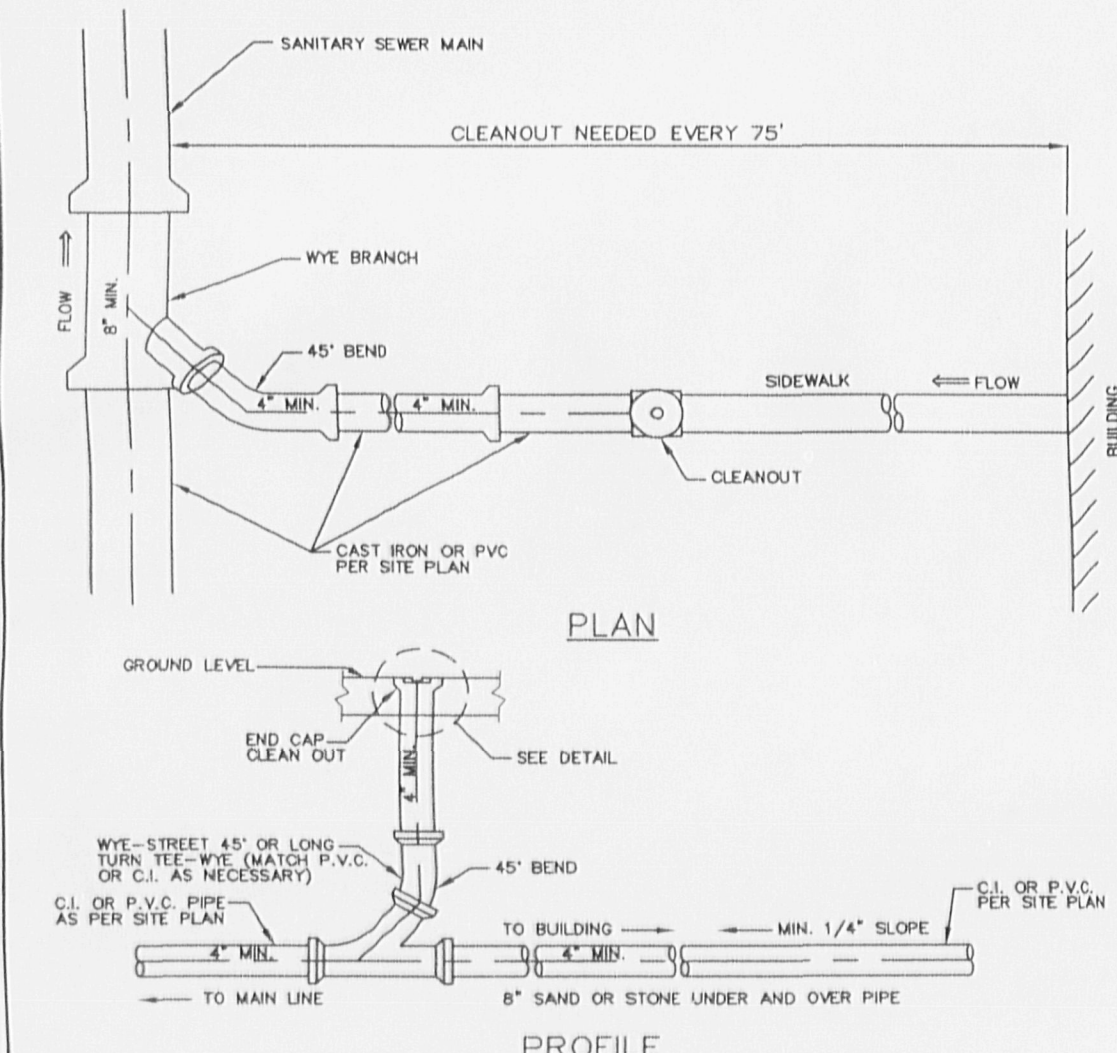 SANITARY SEWER MAIN
CLEANOUT NEEDED EVERY 75'
WYE BRANCH
FLOW
8" MIN.
45° BEND
4" MIN.
4" MIN.
SIDEWALK
FLOW
BUILDING
CLEANOUT
CAST IRON OR PVC
PER SITE PLAN
PLAN
GROUND LEVEL
END CAP
CLEAN OUT
4" MIN.
SEE DETAIL
WYE-STREET 45° OR LONG
TURN TEE-WYE (MATCH P.V.C.
OR C.I. AS NECESSARY)
45° BEND
C.I. OR P.V.C. PIPE
AS PER SITE PLAN
C.I. OR P.V.C.
PER SITE PLAN
TO BUILDING
MIN. 1/4" SLOPE
4" MIN.
4" MIN.
TO MAIN LINE
8" SAND OR STONE UNDER AND OVER PIPE
PROFILE